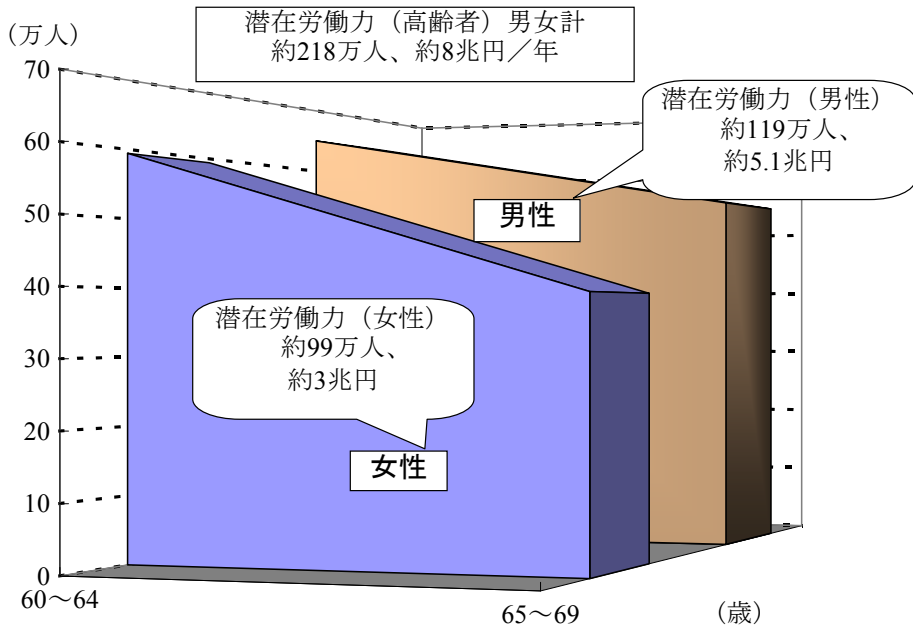 潜在労働力（高齢者）男女計
約218万人、約8兆円／年
（万人）
70
60
50
40
30
20
10
0
潜在労働力（男性）
約119万人、
約5.1兆円
男性
潜在労働力（女性）
約99万人、
約3兆円
女性
60～64
65～69
（歳）